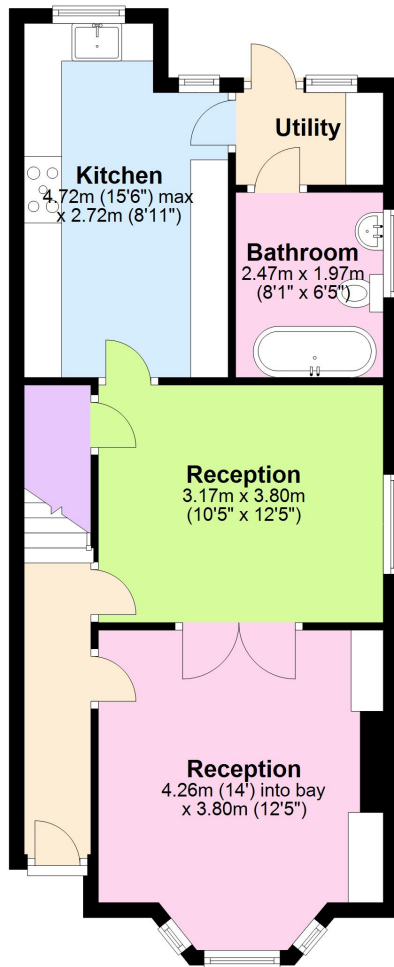 Utility
Kitchen
4.72m (15'6") max
x 2.72m (8'11")
Bathroom
2.47m x 1.97m
(8'1" x 6'5")
Reception
3.17m x 3.80m
(10'5" x 12'5")
Reception
4.26m (14') into bay
x 3.80m (12'5")